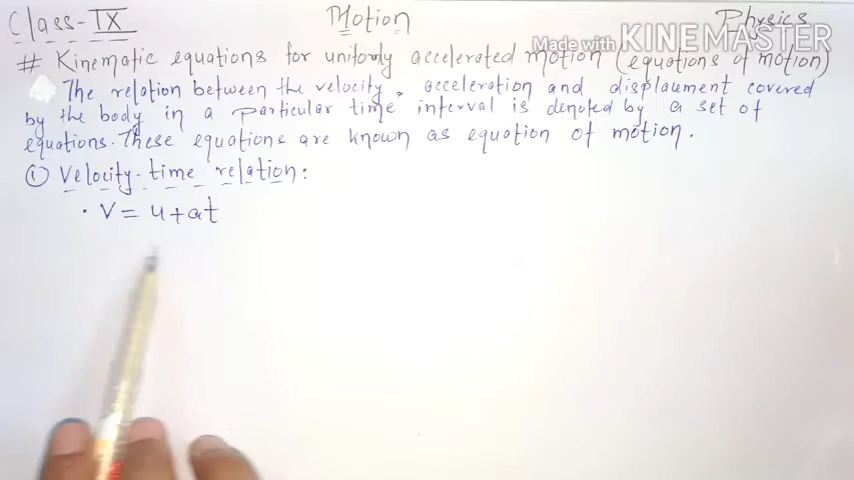 Class-IX Motion Physics
Made with KINEMASTER
# Kinematic equations for uniformly accelerated motion (equations of motion)
The relation between the velocity, acceleration and displaument covered
by the body in a particular time interval is denoted by a set of
equations. These equations are known as equation of motion.
① Velocity-time relation:
• V = u + at